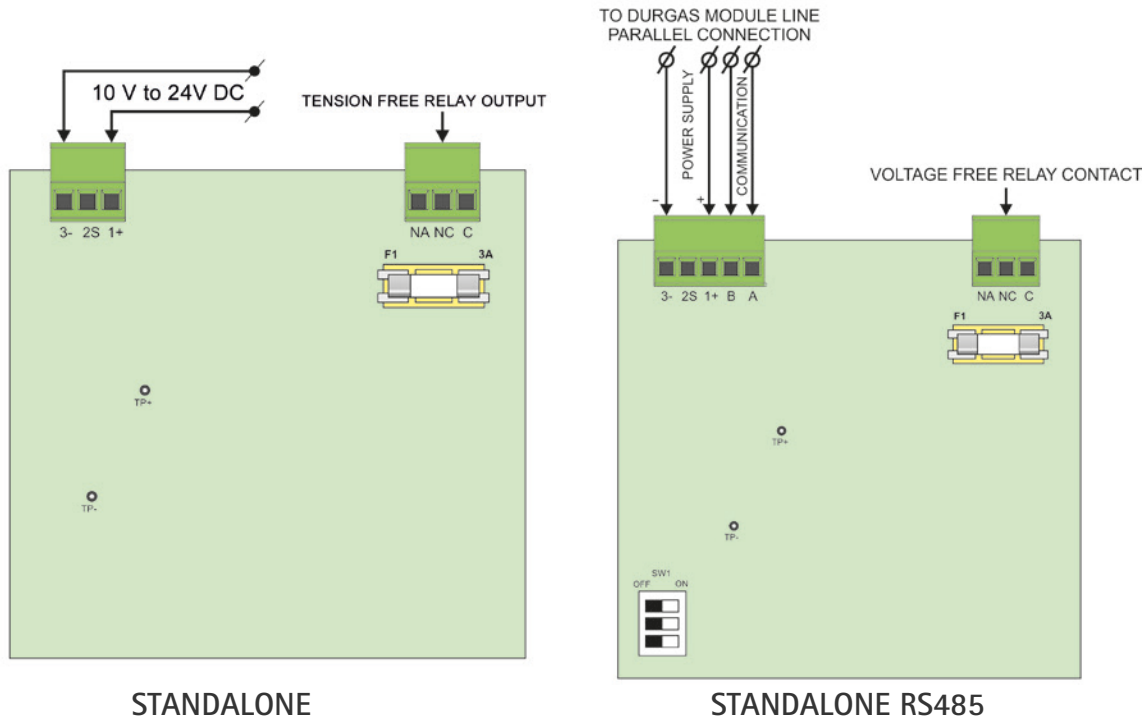 10 V to 24V DC
TENSION FREE RELAY OUTPUT
3- 2S 1+
NA NC C
F1 3A
TP+
TP-
STANDALONE
TO DURGAS MODULE LINE
PARALLEL CONNECTION
POWER SUPPLY
COMMUNICATION
- +
VOLTAGE FREE RELAY CONTACT
3- 2S 1+ B A
NA NC C
F1 3A
TP+
TP-
SW1
OFF ON
STANDALONE RS485